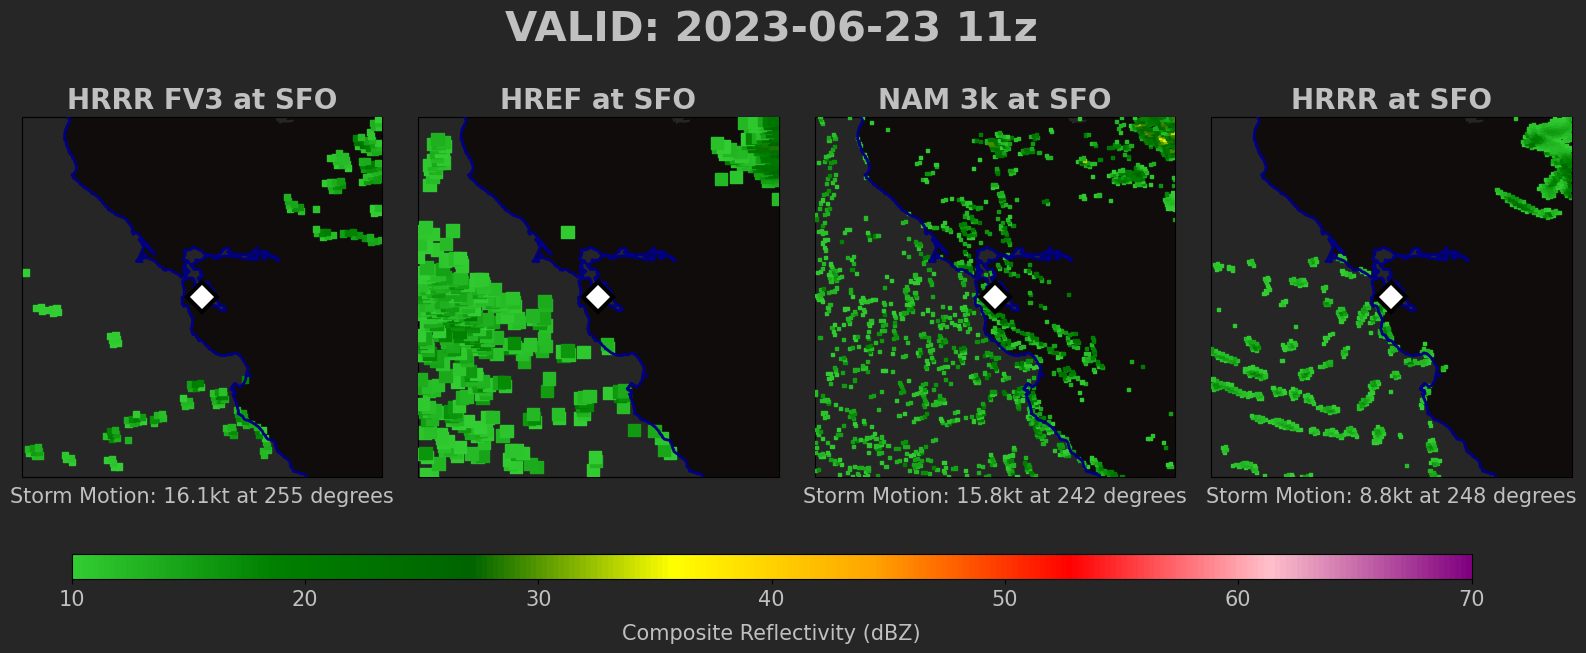 VALID: 2023-06-23 11z
HRRR FV3 at SFO
HREF at SFO
NAM 3k at SFO
HRRR at SFO
Storm Motion: 16.1kt at 255 degrees
Storm Motion: 15.8kt at 242 degrees
Storm Motion: 8.8kt at 248 degrees
10 20 30 40 50 60 70
Composite Reflectivity (dBZ)